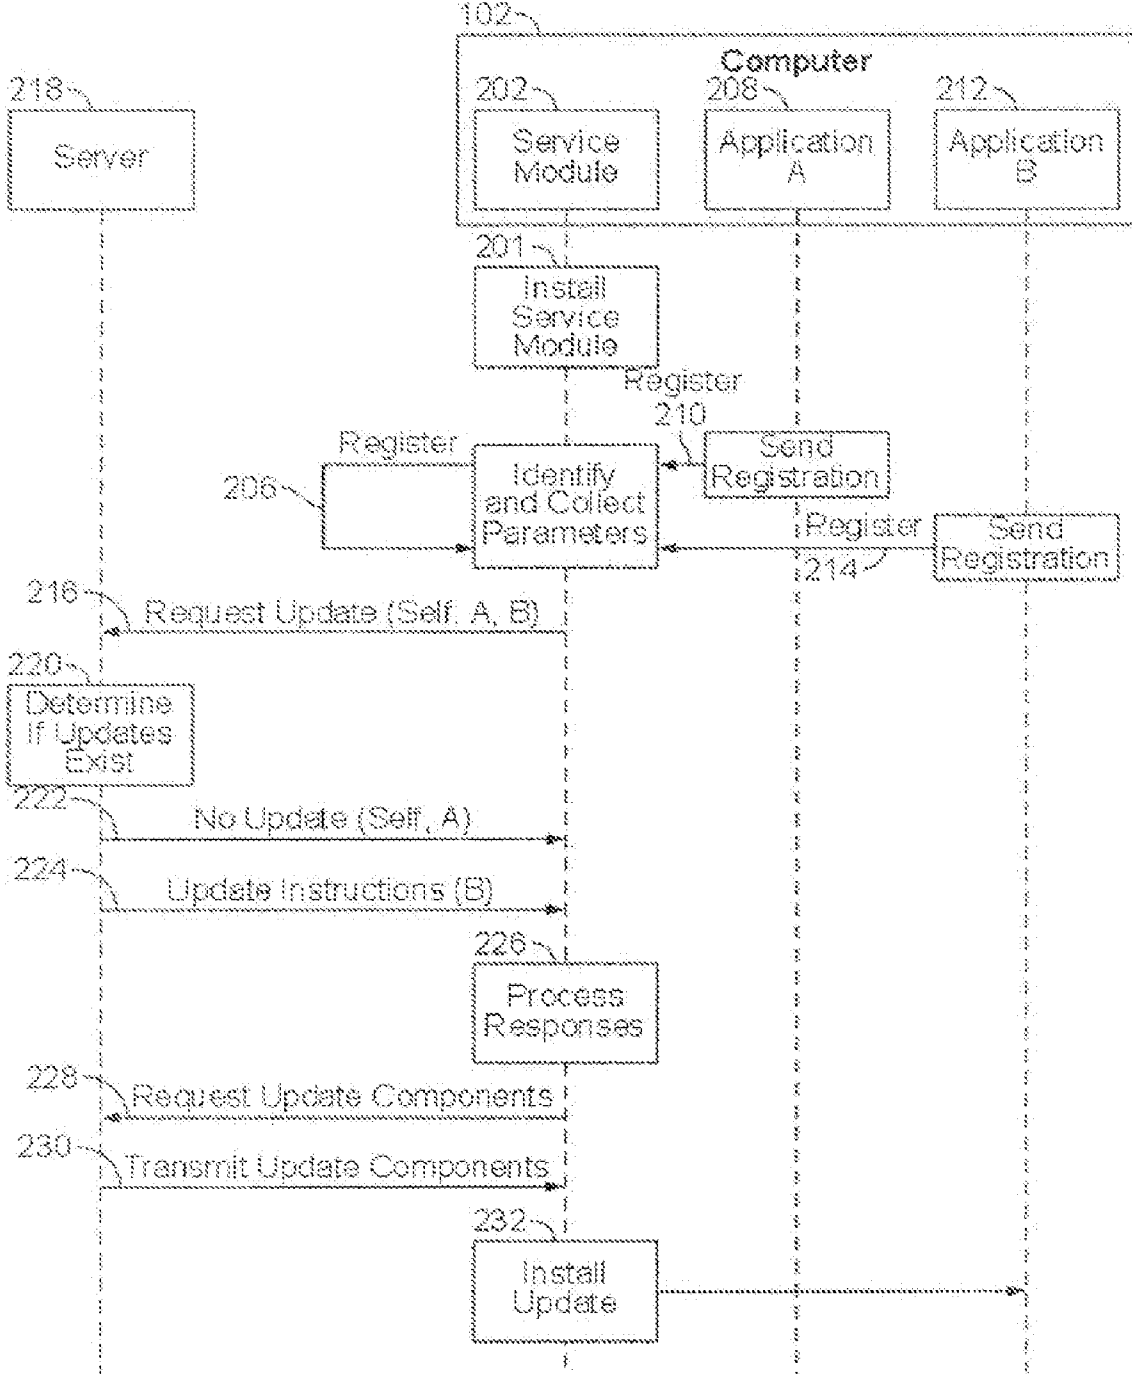 102
Computer
218
202
208
212
Server
Service
Module
Application
A
Application
B
201
Install
Service
Module
Register
210
Register
Send
Registration
206
Identify
and Collect
Parameters
Register
214
Send
Registration
216
Request Update (Self, A, B)
220
Determine
If Updates
Exist
222
No Update (Self, A)
224
Update Instructions (B)
226
Process
Responses
228
Request Update Components
230
Transmit Update Components
232
Install
Update